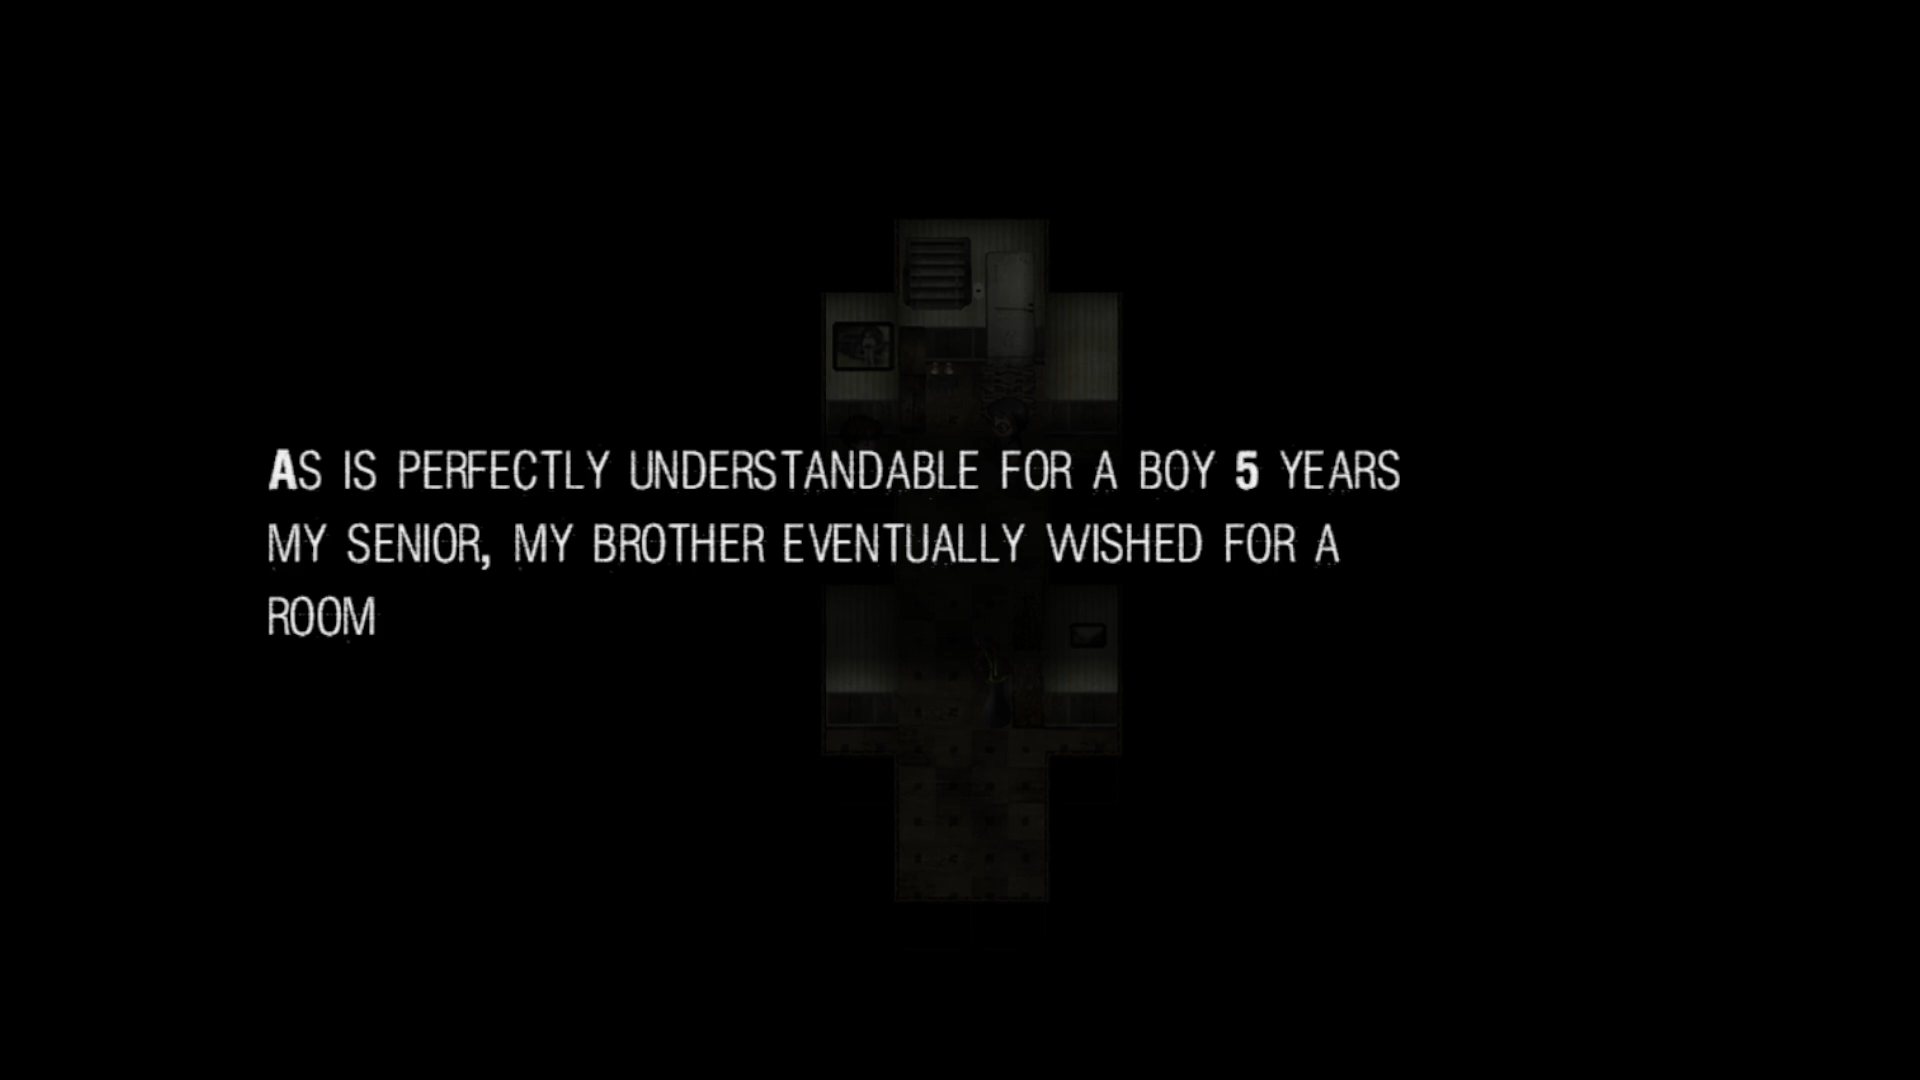 As is perfectly understandable for a boy 5 years
my senior, my brother eventually wished for a
room